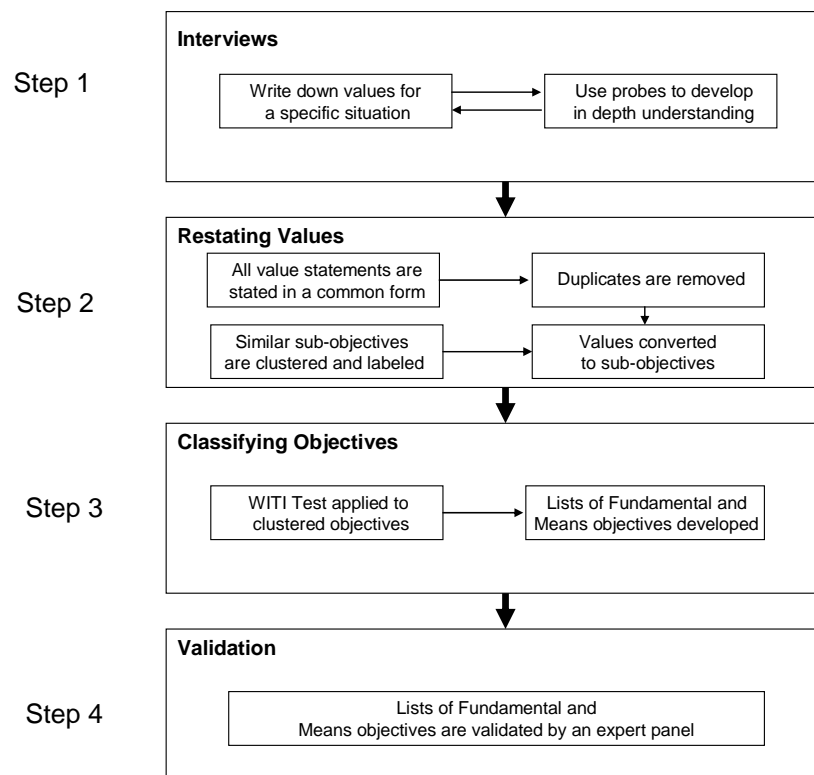 Step 1
Interviews
Write down values for
a specific situation
Use probes to develop
in depth understanding
Step 2
Restating Values
All value statements are
stated in a common form
Duplicates are removed
Similar sub-objectives
are clustered and labeled
Values converted
to sub-objectives
Step 3
Classifying Objectives
WITI Test applied to
clustered objectives
Lists of Fundamental and
Means objectives developed
Step 4
Validation
Lists of Fundamental and
Means objectives are validated by an expert panel